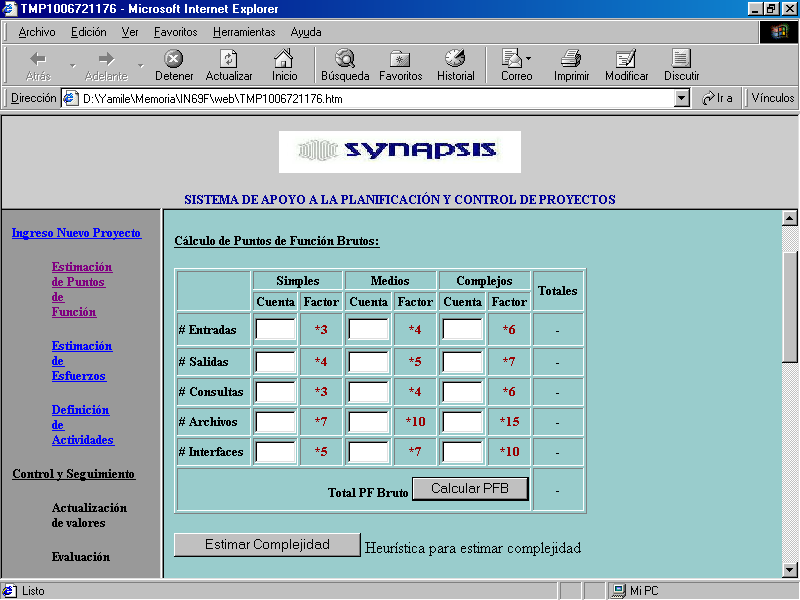 TMP1006721176 - Microsoft Internet Explorer
Archivo Edición Ver Favoritos Herramientas Ayuda
Atrás Adelante Detener Actualizar Inicio Búsqueda Favoritos Historial Correo Imprimir Modificar Discutir
Dirección D:\Yamile\Memoria\IN69F\web\TMP1006721176.htm Ir a Vínculos
SYNAPSIS
SISTEMA DE APOYO A LA PLANIFICACIÓN Y CONTROL DE PROYECTOS
Ingreso Nuevo Proyecto
Estimación
de Puntos
de
Función
Estimación
de
Esfuerzos
Definición
de
Actividades
Control y Seguimiento
Actualización
de valores
Evaluación
Cálculo de Puntos de Función Brutos:
Simples Medios Complejos Totales
Cuenta Factor Cuenta Factor Cuenta Factor
# Entradas *3 *4 *6 -
# Salidas *4 *5 *7 -
# Consultas *3 *4 *6 -
# Archivos *7 *10 *15 -
# Interfaces *5 *7 *10 -
Total PF Bruto Calcular PFB -
Estimar Complejidad Heurística para estimar complejidad
Listo Mi PC